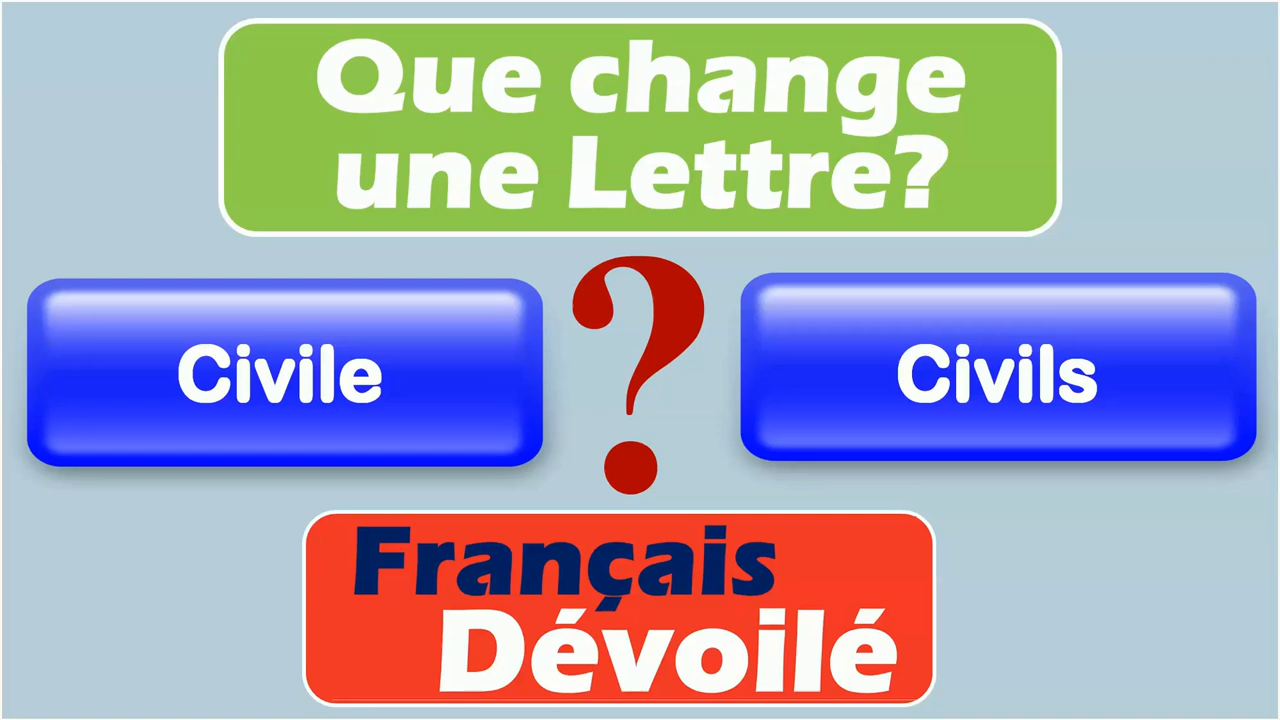 Que change
une Lettre?
Civile
?
Civils
Français
Dévoilé